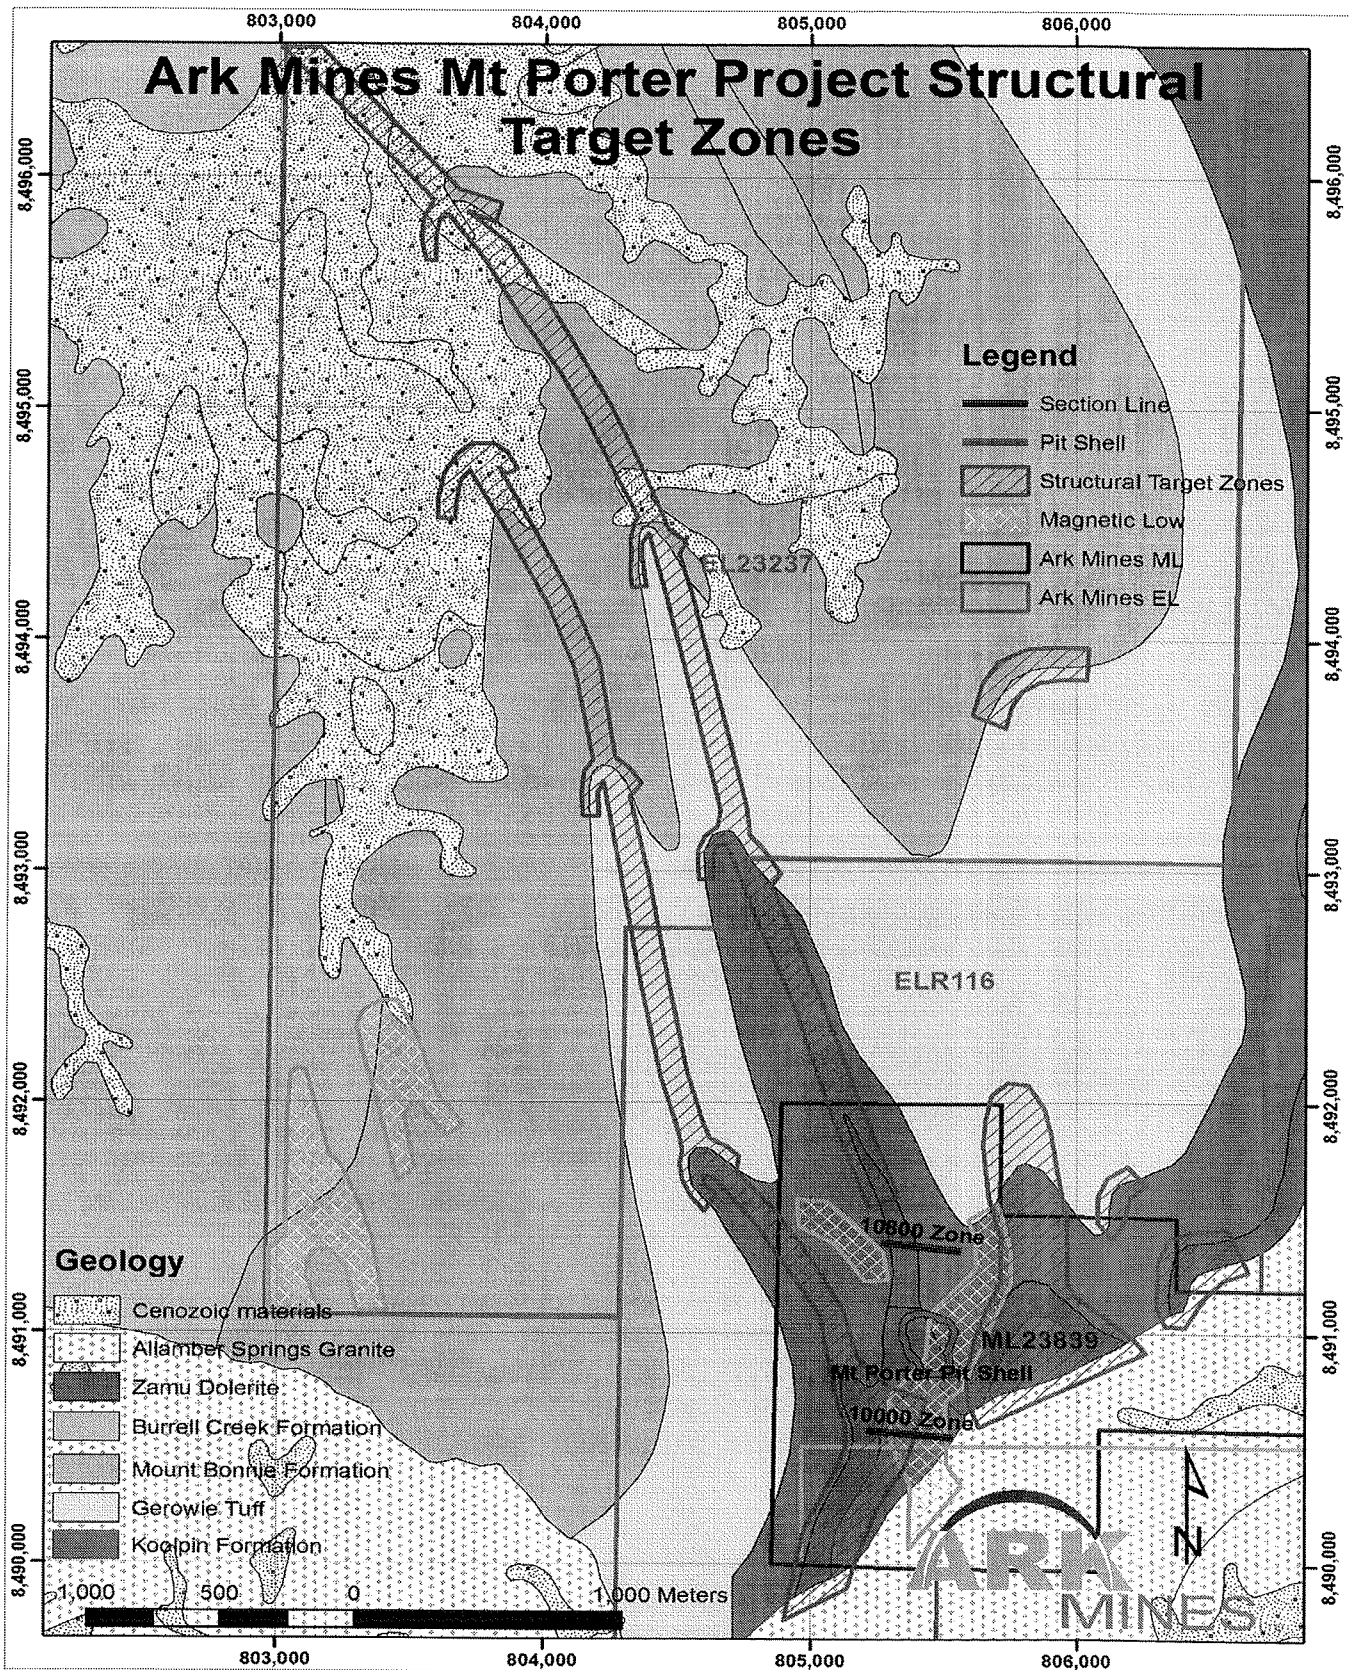 803,000
804,000
805,000
806,000
Ark Mines Mt Porter Project Structural
Target Zones
8,496,000
8,496,000
Legend
Section Line
Pit Shell
Structural Target Zones
Magnetic Low
Ark Mines ML
Ark Mines EL
8,495,000
8,495,000
EL23237
8,494,000
8,494,000
8,493,000
8,493,000
ELR116
8,492,000
8,492,000
10800 Zone
ML23839
Mt Porter Pit Shell
10000 Zone
8,491,000
8,491,000
Geology
Cenozoic materials
Allamber Springs Granite
Zamu Dolerite
Burrell Creek Formation
Mount Bonnie Formation
Gerowie Tuff
Koolpin Formation
8,490,000
8,490,000
N
ARK
MINES
1,000 500 0 1,000 Meters
803,000
804,000
805,000
806,000